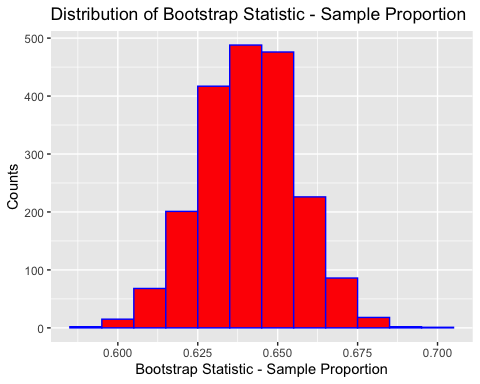 Distribution of Bootstrap Statistic - Sample Proportion
500
400
300
200
100
0
Counts
0.600 0.625 0.650 0.675 0.700
Bootstrap Statistic - Sample Proportion